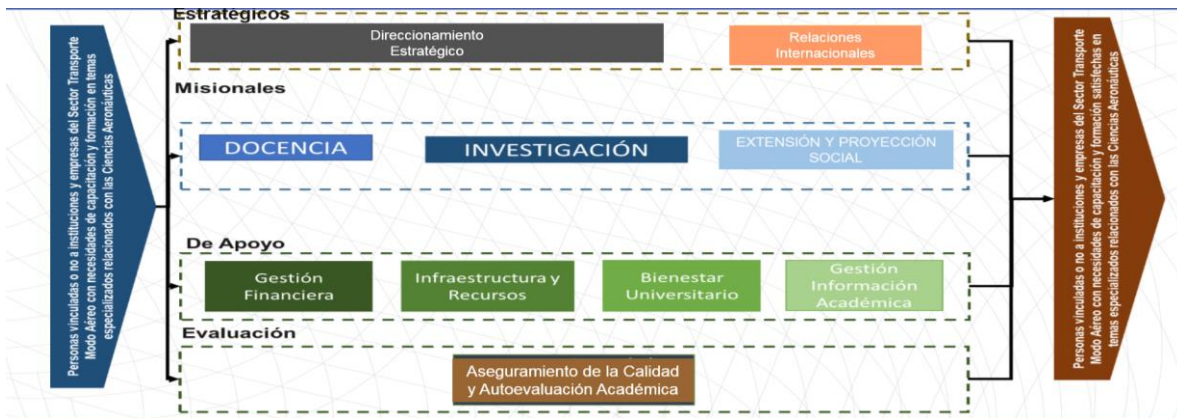 Personas vinculadas o no a instituciones y empresas del Sector Transporte
Modo Aéreo con necesidades de capacitación y formación en temas
especializados relacionados con las Ciencias Aeronáuticas
Estratégicos
Direccionamiento
Estratégico
Relaciones
Internacionales
Misionales
DOCENCIA
INVESTIGACIÓN
EXTENSIÓN Y PROYECCIÓN
SOCIAL
De Apoyo
Gestión
Financiera
Infraestructura y
Recursos
Bienestar
Universitario
Gestión
Información
Académica
Evaluación
Aseguramiento de la Calidad
y Autoevaluación Académica
Personas vinculadas o no a instituciones y empresas del Sector Transporte
Modo Aéreo con necesidades de capacitación y formación satisfechas en
temas especializados relacionados con las Ciencias Aeronáuticas